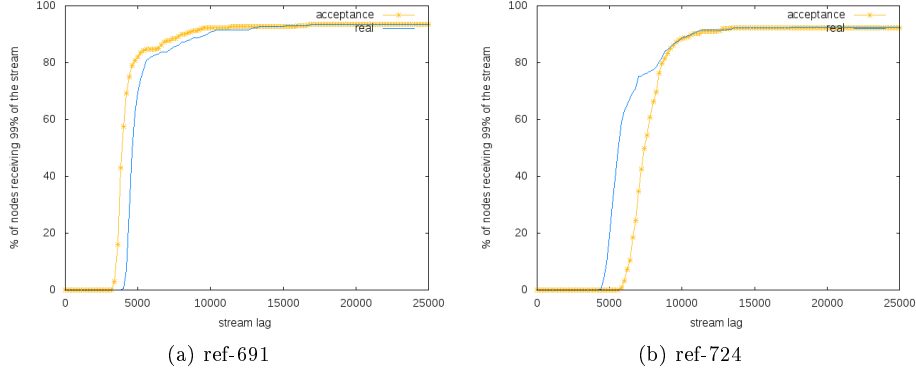 % of nodes receiving 99% of the stream
100
80
60
40
20
0
0 5000 10000 15000 20000 25000
stream lag
acceptance
real
(a) ref-691
% of nodes receiving 99% of the stream
100
80
60
40
20
0
0 5000 10000 15000 20000 25000
stream lag
acceptance
real
(b) ref-724